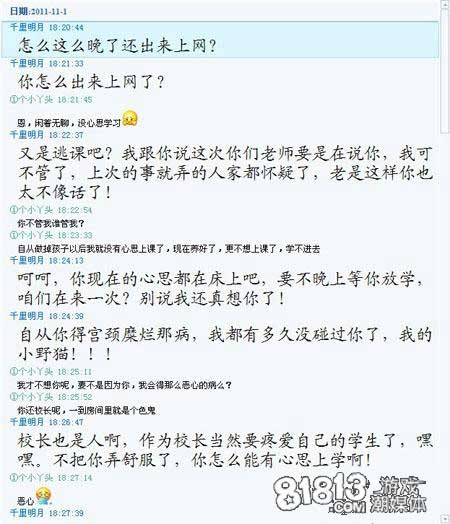 日期:2011-11-1
千里明月 18:20:44
怎么这么晚了还出来上网？
千里明月 18:21:33
你怎么出来上网了？
①个小丫头 18:21:45
恩，闲着无聊，没心思学习
千里明月 18:22:37
又是逃课吧？我跟你说这次你们老师要是在说你，我可
不管了，上次的事就弄的人家都怀疑了，老是这样你也
太不像话了！
①个小丫头 18:22:54
你不管我谁管我？
①个小丫头 18:23:33
自从做掉孩子以后我就没有心思上课了，现在养好了，更不想上课了，学不进去
千里明月 18:24:13
呵呵，你现在的心思都在床上吧，要不晚上等你放学，
咱们在来一次？别说我还真想你了！
千里明月 18:24:39
自从你得宫颈糜烂那病，我都有多久没碰过你了，我的
小野猫！！！
①个小丫头 18:25:11
我才不想你呢，要不是因为你，我会得那么恶心的病么？
①个小丫头 18:25:52
你还校长呢，一到房间里就是个色鬼
千里明月 18:26:47
校长也是人啊，作为校长当然要疼爱自己的学生了，嘿
嘿。不把你弄舒服了，你怎么能有心思上学啊！
①个小丫头 18:27:14
恶心
千里明月 18:27:39
81813.游戏
潮媒体